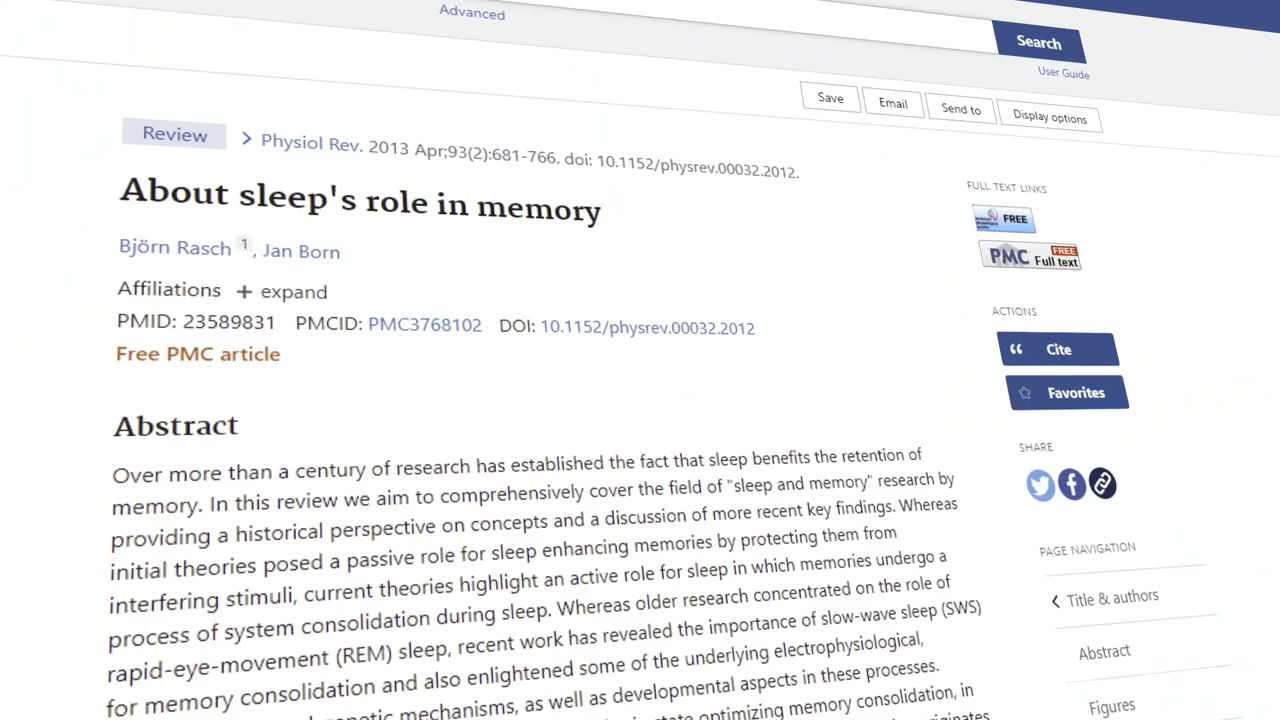 Advanced
Search
User Guide
Save
Email
Send to
Display options
Review
Physiol Rev. 2013 Apr;93(2):681-766. doi: 10.1152/physrev.00032.2012.
About sleep's role in memory
Björn Rasch 1, Jan Born
Affiliations + expand
PMID: 23589831 PMCID: PMC3768102 DOI: 10.1152/physrev.00032.2012
Free PMC article
Abstract
Over more than a century of research has established the fact that sleep benefits the retention of
memory. In this review we aim to comprehensively cover the field of "sleep and memory" research by
providing a historical perspective on concepts and a discussion of more recent key findings. Whereas
initial theories posed a passive role for sleep enhancing memories by protecting them from
interfering stimuli, current theories highlight an active role for sleep in which memories undergo a
process of system consolidation during sleep. Whereas older research concentrated on the role of
rapid-eye-movement (REM) sleep, recent work has revealed the importance of slow-wave sleep (SWS)
for memory consolidation and also enlightened some of the underlying electrophysiological,
mechanisms, as well as developmental aspects in these processes.
state optimizing memory consolidation, in
FULL TEXT LINKS
FREE
PMC FREE Full text
ACTIONS
Cite
Favorites
SHARE
PAGE NAVIGATION
Title & authors
Abstract
Figures